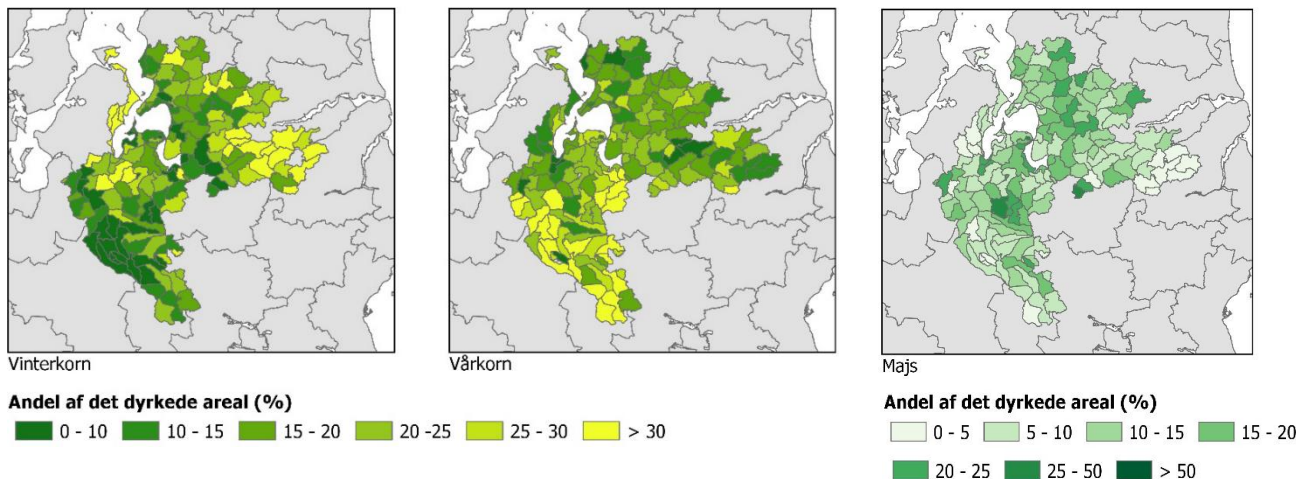 Vinterkorn
Vårkorn
Majs
Andel af det dyrkede areal (%)
0 - 10 10 - 15 15 - 20 20 -25 25 - 30 > 30
Andel af det dyrkede areal (%)
0 - 5 5 - 10 10 - 15 15 - 20
20 - 25 25 - 50 > 50